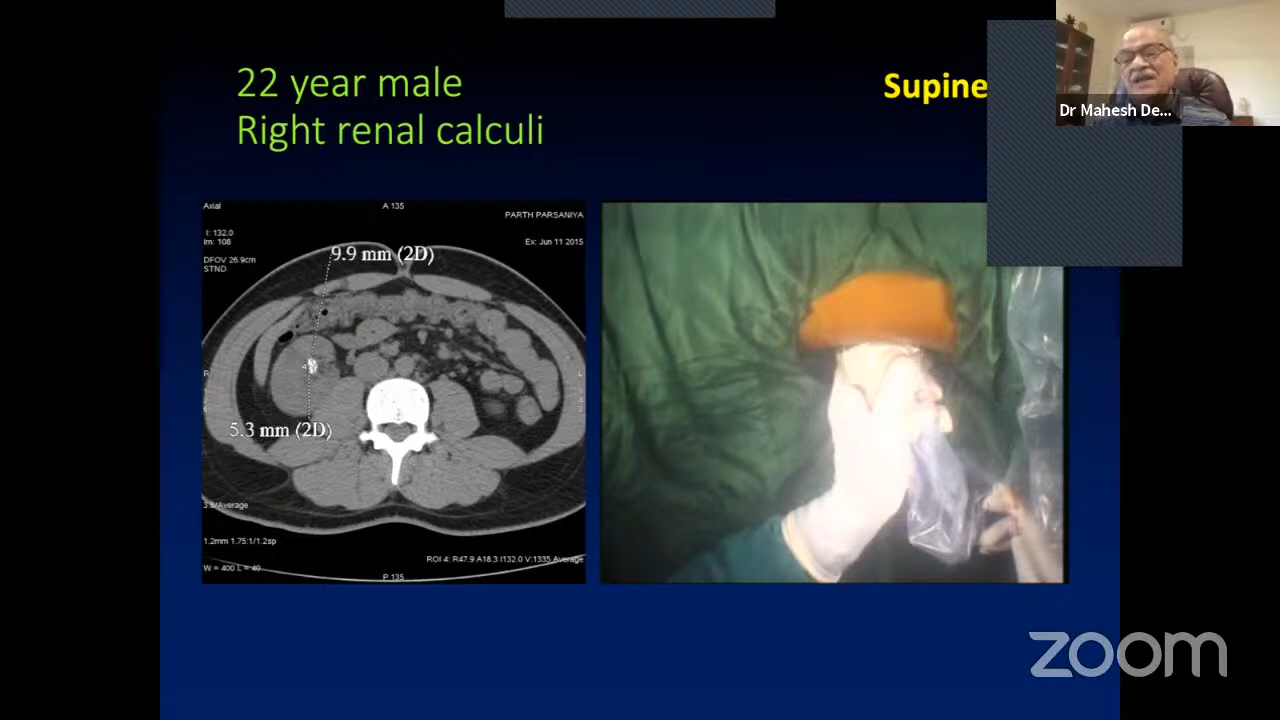 22 year male
Right renal calculi
Supine
Dr Mahesh De...
Axial
A 135
PARTH PARSANIYA
I: 132.0
Im: 108
Ex: Jun 11 2015
DFOV 26.9cm
STND
9.9 mm (2D)
R
L
5.3 mm (2D)
1.2mm 1.75:1/1.2sp
ROI 4: R47.9 A18.3 I132.0 V:1335 Average
W = 400 L = 40
P 135
zoom